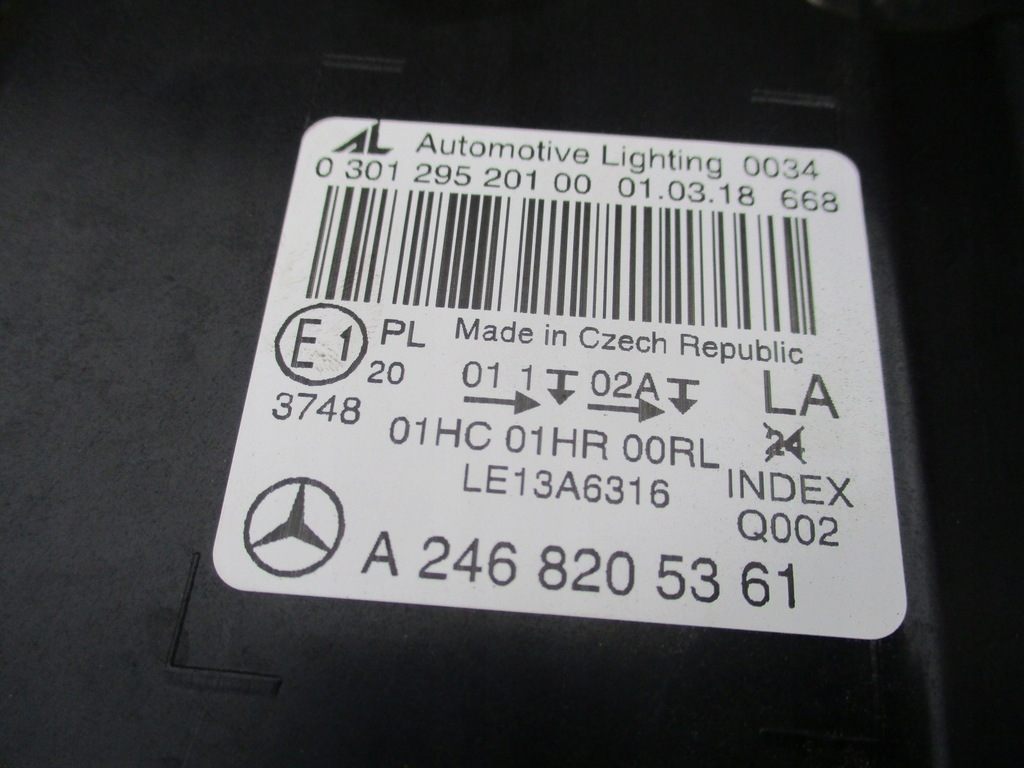 AL Automotive Lighting 0034
0 301 295 201 00 01.03.18 668
E1 PL Made in Czech Republic
20 01 1 02A LA
3748
01HC 01HR 00RL 24
LE13A6316 INDEX
Q002
A 246 820 53 61